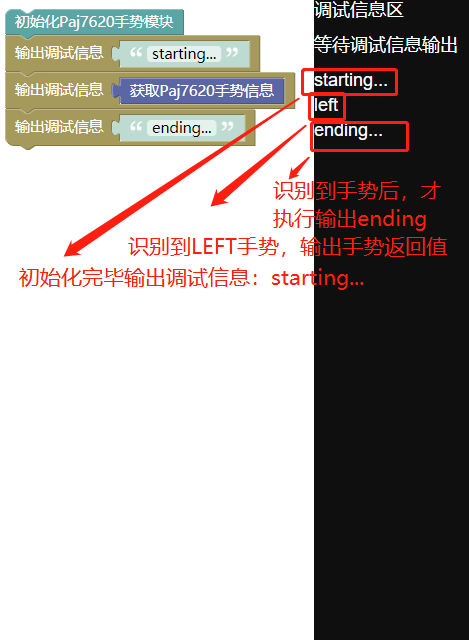 初始化Paj7620手势模块
输出调试信息 “ starting... ”
输出调试信息 获取Paj7620手势信息
输出调试信息 “ ending... ”
调试信息区
等待调试信息输出
starting...
left
ending...
识别到手势后，才
执行输出ending
识别到LEFT手势，输出手势返回值
初始化完毕输出调试信息：starting...